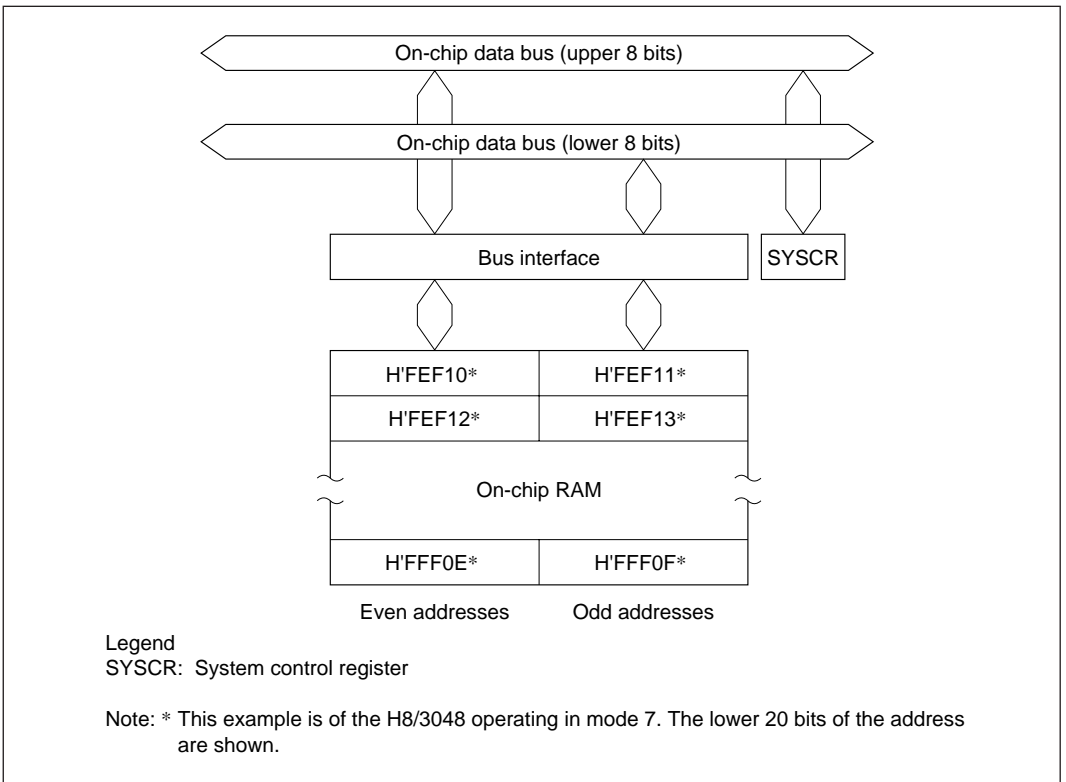 On-chip data bus (upper 8 bits)
On-chip data bus (lower 8 bits)
Bus interface
SYSCR
H'FEF10*
H'FEF11*
H'FEF12*
H'FEF13*
On-chip RAM
H'FFF0E*
H'FFF0F*
Even addresses
Odd addresses
Legend
SYSCR: System control register
Note: * This example is of the H8/3048 operating in mode 7. The lower 20 bits of the address
are shown.